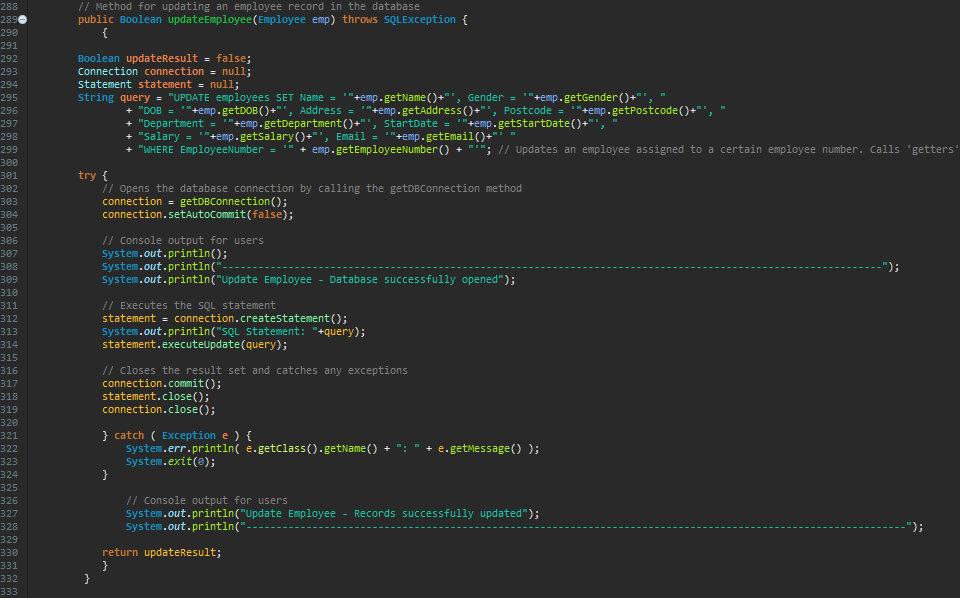 288 // Method for updating an employee record in the database
289 public Boolean updateEmployee(Employee emp) throws SQLException {
290 {
291
292 Boolean updateResult = false;
293 Connection connection = null;
294 Statement statement = null;
295 String query = "UPDATE employees SET Name = '"+emp.getName()+"', Gender = '"+emp.getGender()+"', "
296 + "DOB = '"+emp.getDOB()+"', Address = '"+emp.getAddress()+"', Postcode = '"+emp.getPostcode()+"', "
297 + "Department = '"+emp.getDepartment()+"', StartDate = '"+emp.getStartDate()+"', "
298 + "Salary = '"+emp.getSalary()+"', Email = '"+emp.getEmail()+"' "
299 + "WHERE EmployeeNumber = '" + emp.getEmployeeNumber() + "'"; // Updates an employee assigned to a certain employee number. Calls 'getters'
300
301 try {
302 // Opens the database connection by calling the getDBConnection method
303 connection = getDBConnection();
304 connection.setAutoCommit(false);
305
306 // Console output for users
307 System.out.println();
308 System.out.println("--------------------------------------------------------------------------------------------------------------");
309 System.out.println("Update Employee - Database successfully opened");
310
311 // Executes the SQL statement
312 statement = connection.createStatement();
313 System.out.println("SQL Statement: "+query);
314 statement.executeUpdate(query);
315
316 // Closes the result set and catches any exceptions
317 connection.commit();
318 statement.close();
319 connection.close();
320
321 } catch ( Exception e ) {
322 System.err.println( e.getClass().getName() + ": " + e.getMessage() );
323 System.exit(0);
324 }
325
326 // Console output for users
327 System.out.println("Update Employee - Records successfully updated");
328 System.out.println("--------------------------------------------------------------------------------------------------------------");
329
330 return updateResult;
331 }
332 }
333